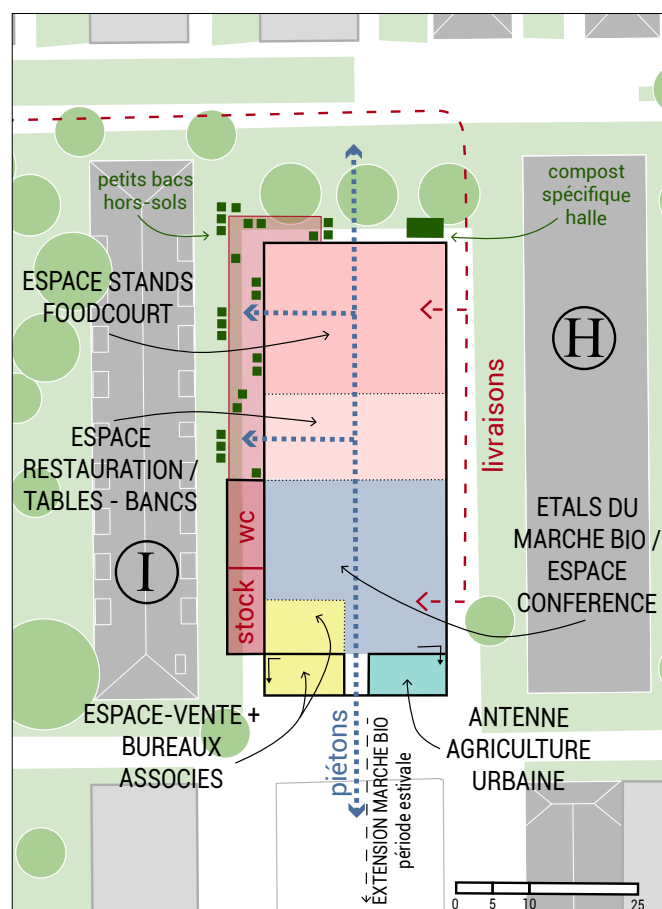 petits bacs
hors-sols
compost
spécifique
halle
ESPACE STANDS
FOODCOURT
H
livraisons
ESPACE
RESTAURATION /
TABLES - BANCS
wc
ETALS DU
MARCHE BIO /
ESPACE
CONFERENCE
I
stock
ESPACE-VENTE +
BUREAUX
ASSOCIES
piétons
EXTENSION MARCHE BIO
période estivale
ANTENNE
AGRICULTURE
URBAINE
0 5 10 25